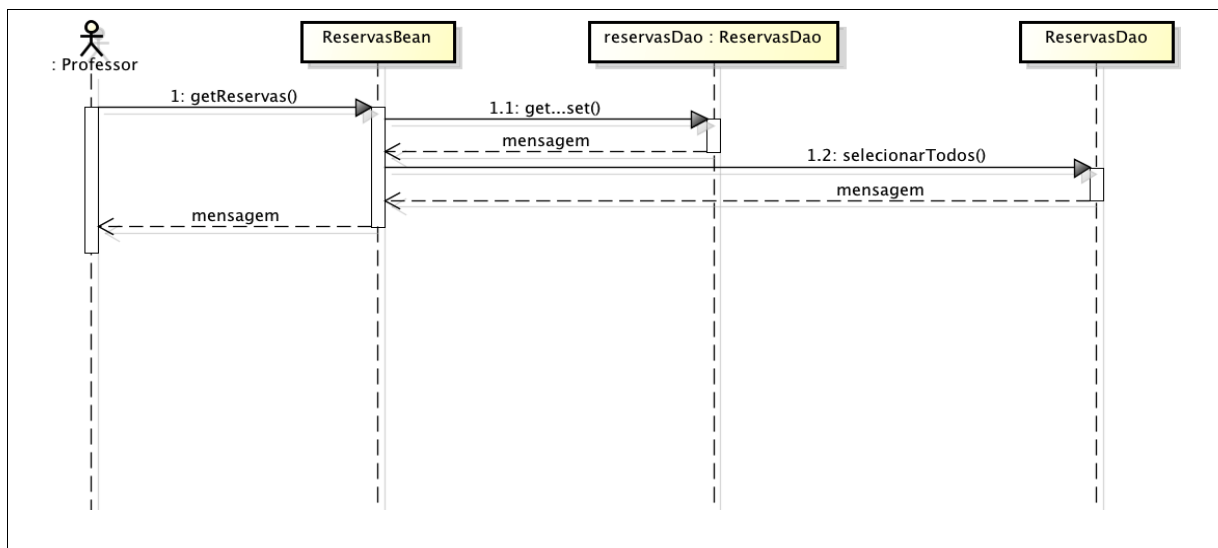 : Professor
ReservasBean
reservasDao : ReservasDao
ReservasDao
1: getReservas()
1.1: get...set()
mensagem
1.2: selecionarTodos()
mensagem
mensagem